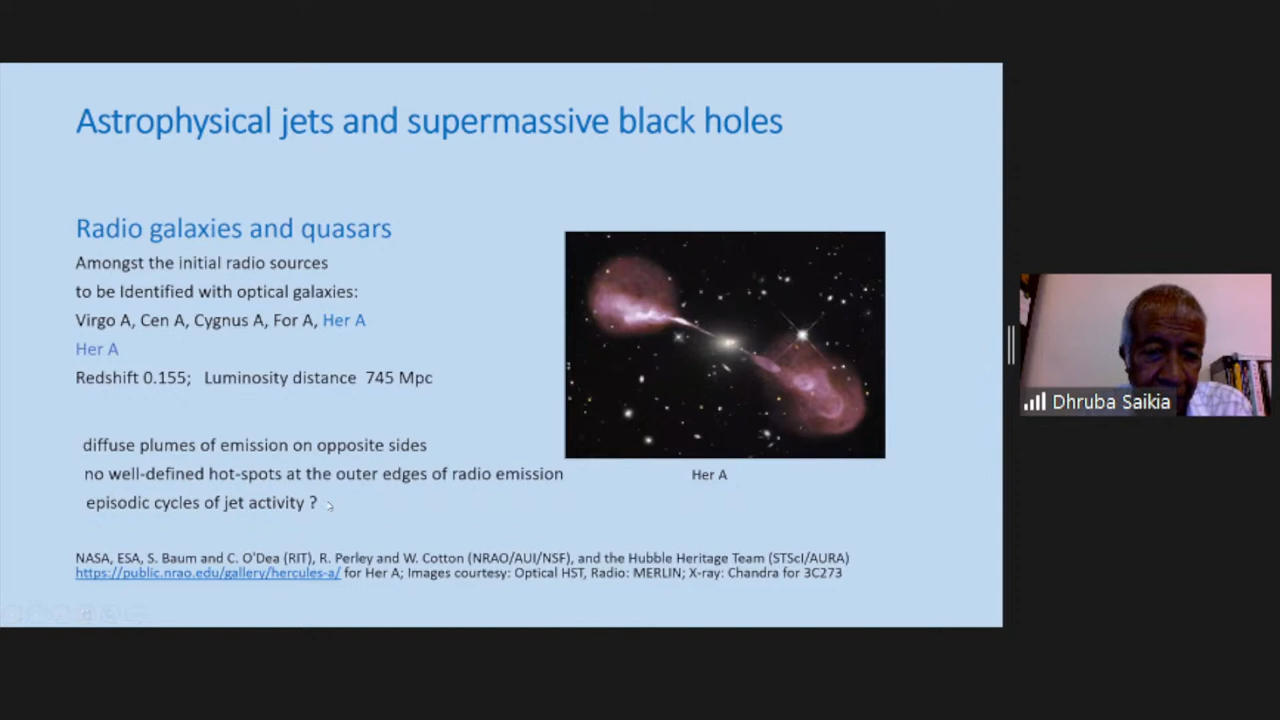 Astrophysical jets and supermassive black holes
Radio galaxies and quasars
Amongst the initial radio sources
to be Identified with optical galaxies:
Virgo A, Cen A, Cygnus A, For A, Her A
Her A
Redshift 0.155;   Luminosity distance  745 Mpc
diffuse plumes of emission on opposite sides
no well-defined hot-spots at the outer edges of radio emission
episodic cycles of jet activity ?
Her A
NASA, ESA, S. Baum and C. O'Dea (RIT), R. Perley and W. Cotton (NRAO/AUI/NSF), and the Hubble Heritage Team (STScI/AURA)
https://public.nrao.edu/gallery/hercules-a/ for Her A; Images courtesy: Optical HST, Radio: MERLIN; X-ray: Chandra for 3C273
Dhruba Saikia